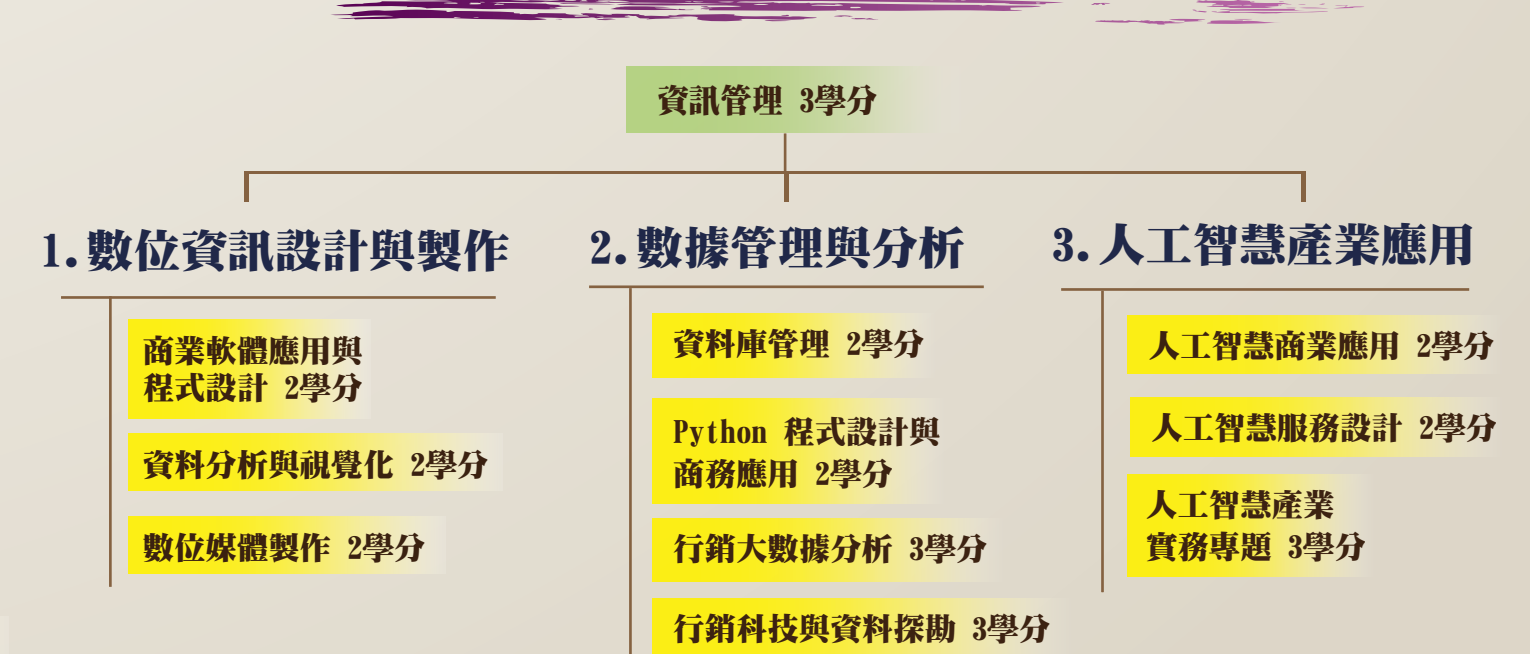 資訊管理 3學分
1.數位資訊設計與製作
商業軟體應用與
程式設計 2學分
資料分析與視覺化 2學分
數位媒體製作 2學分
2.數據管理與分析
資料庫管理 2學分
Python 程式設計與
商務應用 2學分
行銷大數據分析 3學分
行銷科技與資料探勘 3學分
3.人工智慧產業應用
人工智慧商業應用 2學分
人工智慧服務設計 2學分
人工智慧產業
實務專題 3學分